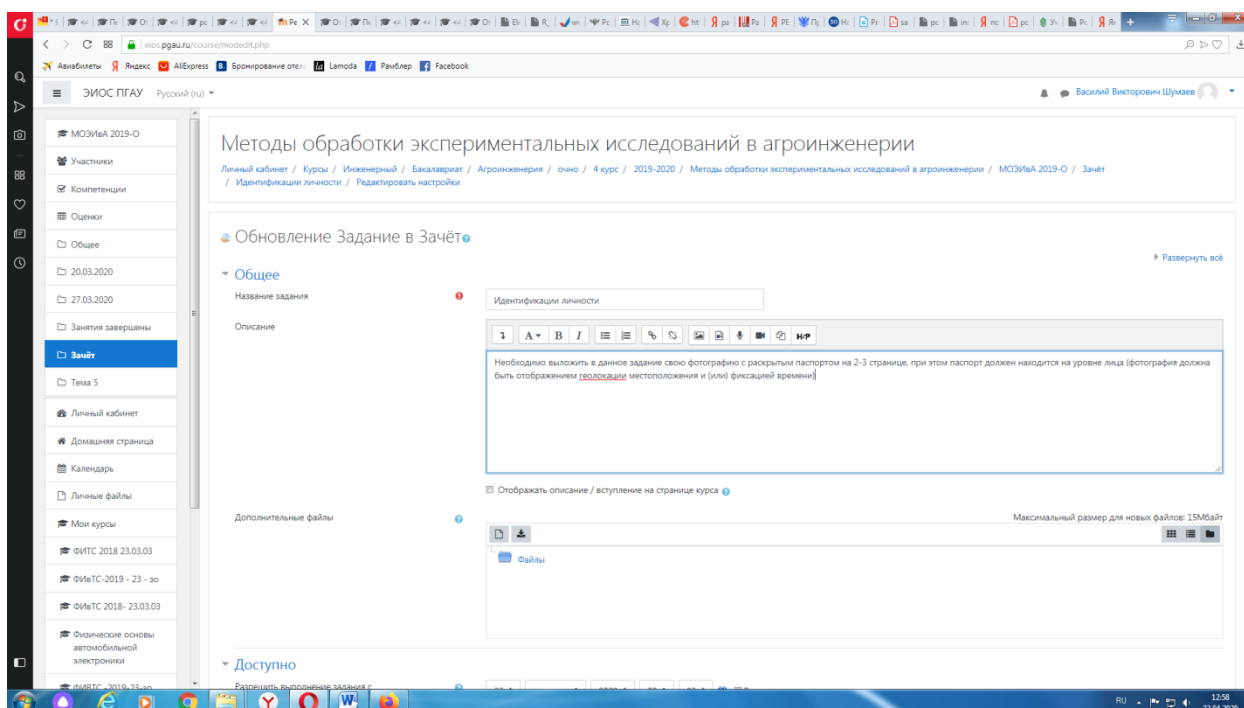 eios.pgau.ru/course/modedit.php
Авиабилеты Яндекс AliExpress Бронирование отел Lamoda Рамблер Facebook
ЭИОС ПГАУ Русский (ru)
Василий Викторович Шумаев
МОЭИвА 2019-О
Участники
Компетенции
Оценки
Общее
20.03.2020
27.03.2020
Занятия завершены
Зачёт
Тема 5
Личный кабинет
Домашняя страница
Календарь
Личные файлы
Мои курсы
ФИТС 2018 23.03.03
ФИвТС-2019 - 23 - зо
ФИвТС 2018- 23.03.03
Физические основы
автомобильной
электроники
Методы обработки экспериментальных исследований в агроинженерии
Личный кабинет / Курсы / Инженерный / Бакалавриат / Агроинженерия / очно / 4 курс / 2019-2020 / Методы обработки экспериментальных исследований в агроинженерии / МОЭИвА 2019-О / Зачёт
/ Идентификации личности / Редактировать настройки
Обновление Задание в Зачёт
Развернуть всё
Общее
Название задания
Идентификации личности
Описание
Необходимо выложить в данное задание свою фотографию с раскрытым паспортом на 2-3 странице, при этом паспорт должен находится на уровне лица (фотография должна
быть отображением геолокации местоположения и (или) фиксацией времени)
Отображать описание / вступление на странице курса
Дополнительные файлы
Максимальный размер для новых файлов: 15Мбайт
Файлы
Доступно
Разрешить выполнение задания с
RU 12:58
22.04.2020